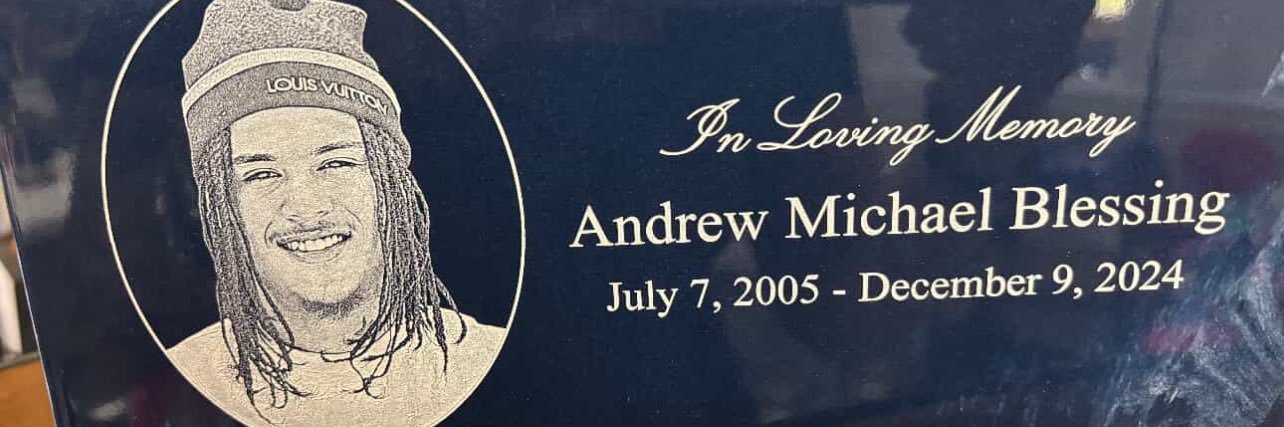 LOUIS VUITTON
In Loving Memory
Andrew Michael Blessing
July 7, 2005 - December 9, 2024